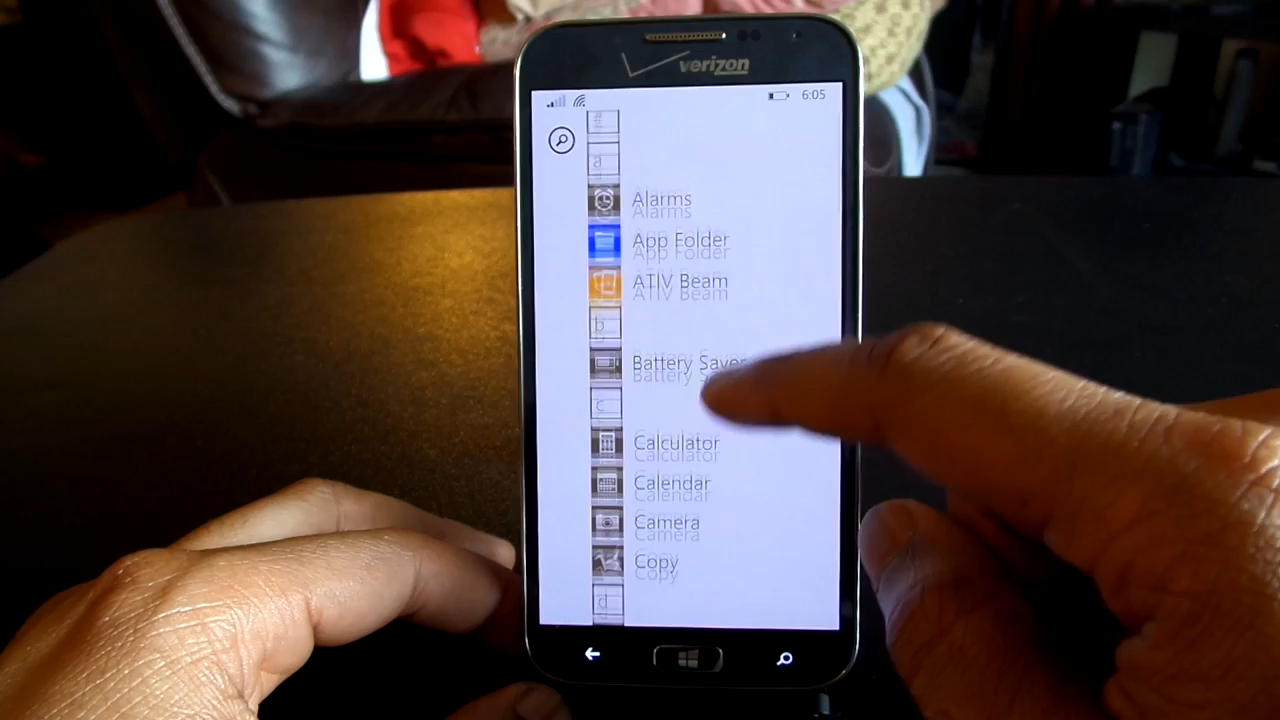 verizon
6:05
#
a
Alarms
App Folder
ATIV Beam
b
Battery Saver
c
Calculator
Calendar
Camera
Copy
d